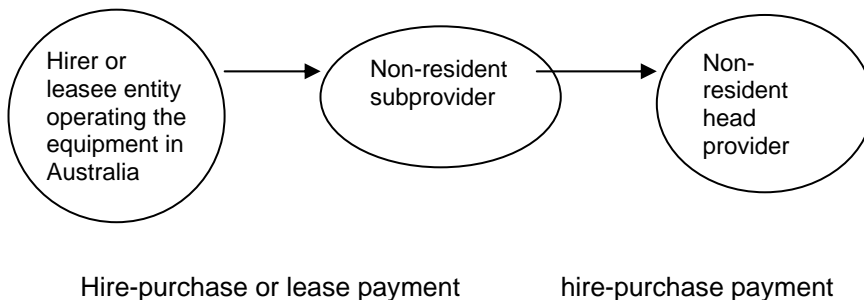 Hirer or
leasee entity
operating the
equipment in
Australia
Non-resident
subprovider
Non-
resident
head
provider
Hire-purchase or lease payment
hire-purchase payment